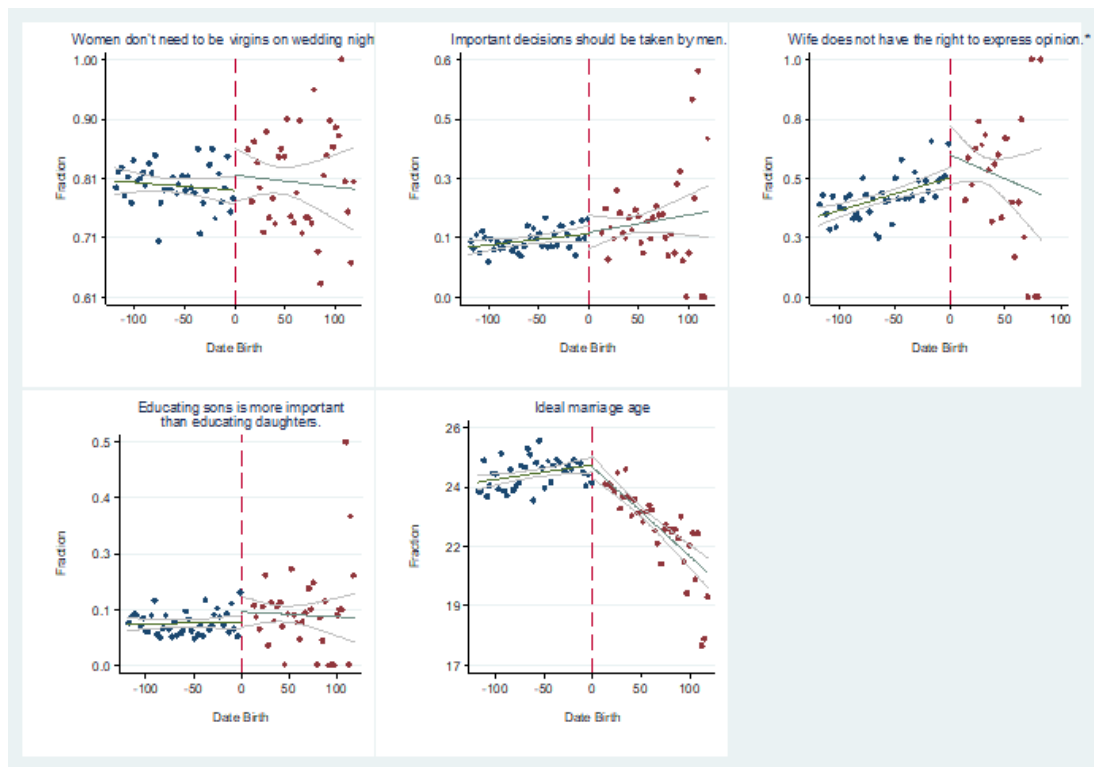 Women don't need to be virgins on wedding nigh
1.00
0.90
0.81
0.71
0.61
Fraction
-100 -50 0 50 100
Date Birth
Important decisions should be taken by men.
0.6
0.5
0.3
0.1
0.0
Fraction
-100 -50 0 50 100
Date Birth
Wife does not have the right to express opinion.*
1.0
0.8
0.5
0.3
0.0
Fraction
-100 -50 0 50 100
Date Birth
Educating sons is more important
than educating daughters.
0.5
0.4
0.3
0.1
0.0
Fraction
-100 -50 0 50 100
Date Birth
Ideal marriage age
26
24
22
19
17
Fraction
-100 -50 0 50 100
Date Birth